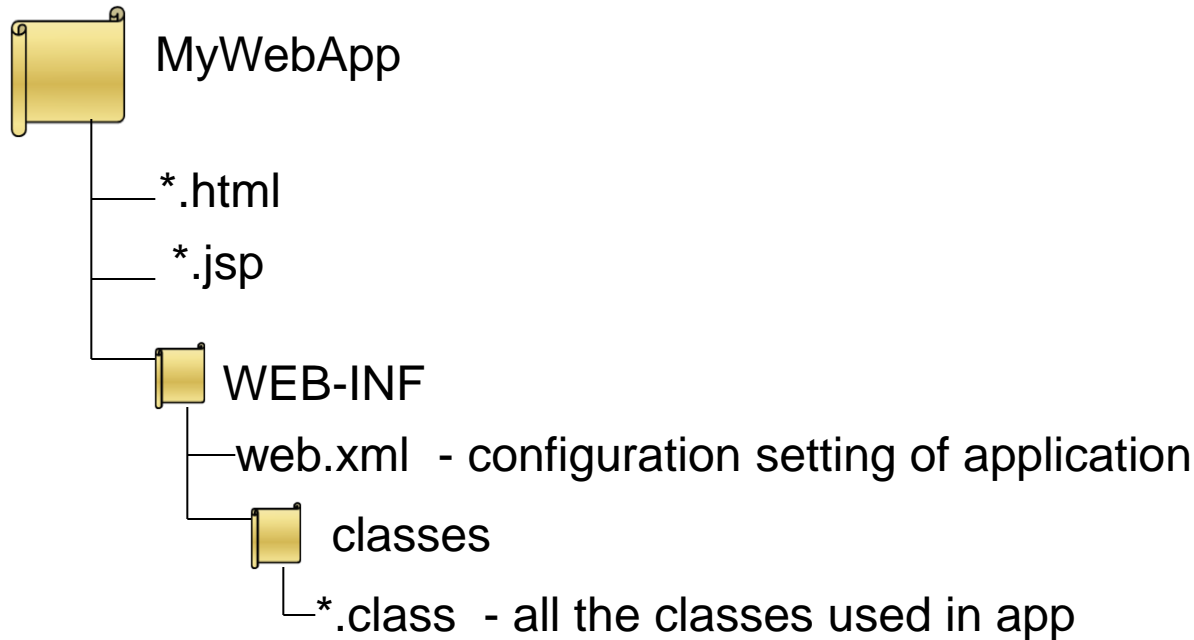 MyWebApp
*.html
*.jsp
WEB-INF
web.xml - configuration setting of application
classes
*.class - all the classes used in app